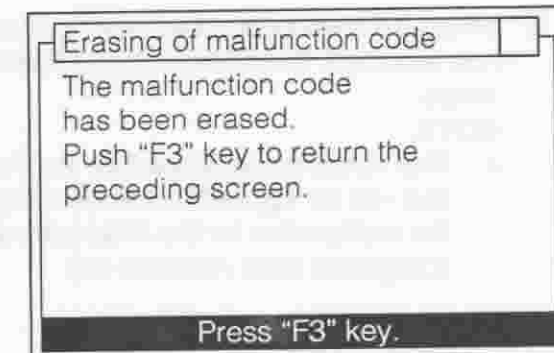 Erasing of malfunction code
The malfunction code
has been erased.
Push "F3" key to return the
preceding screen.
Press "F3" key.